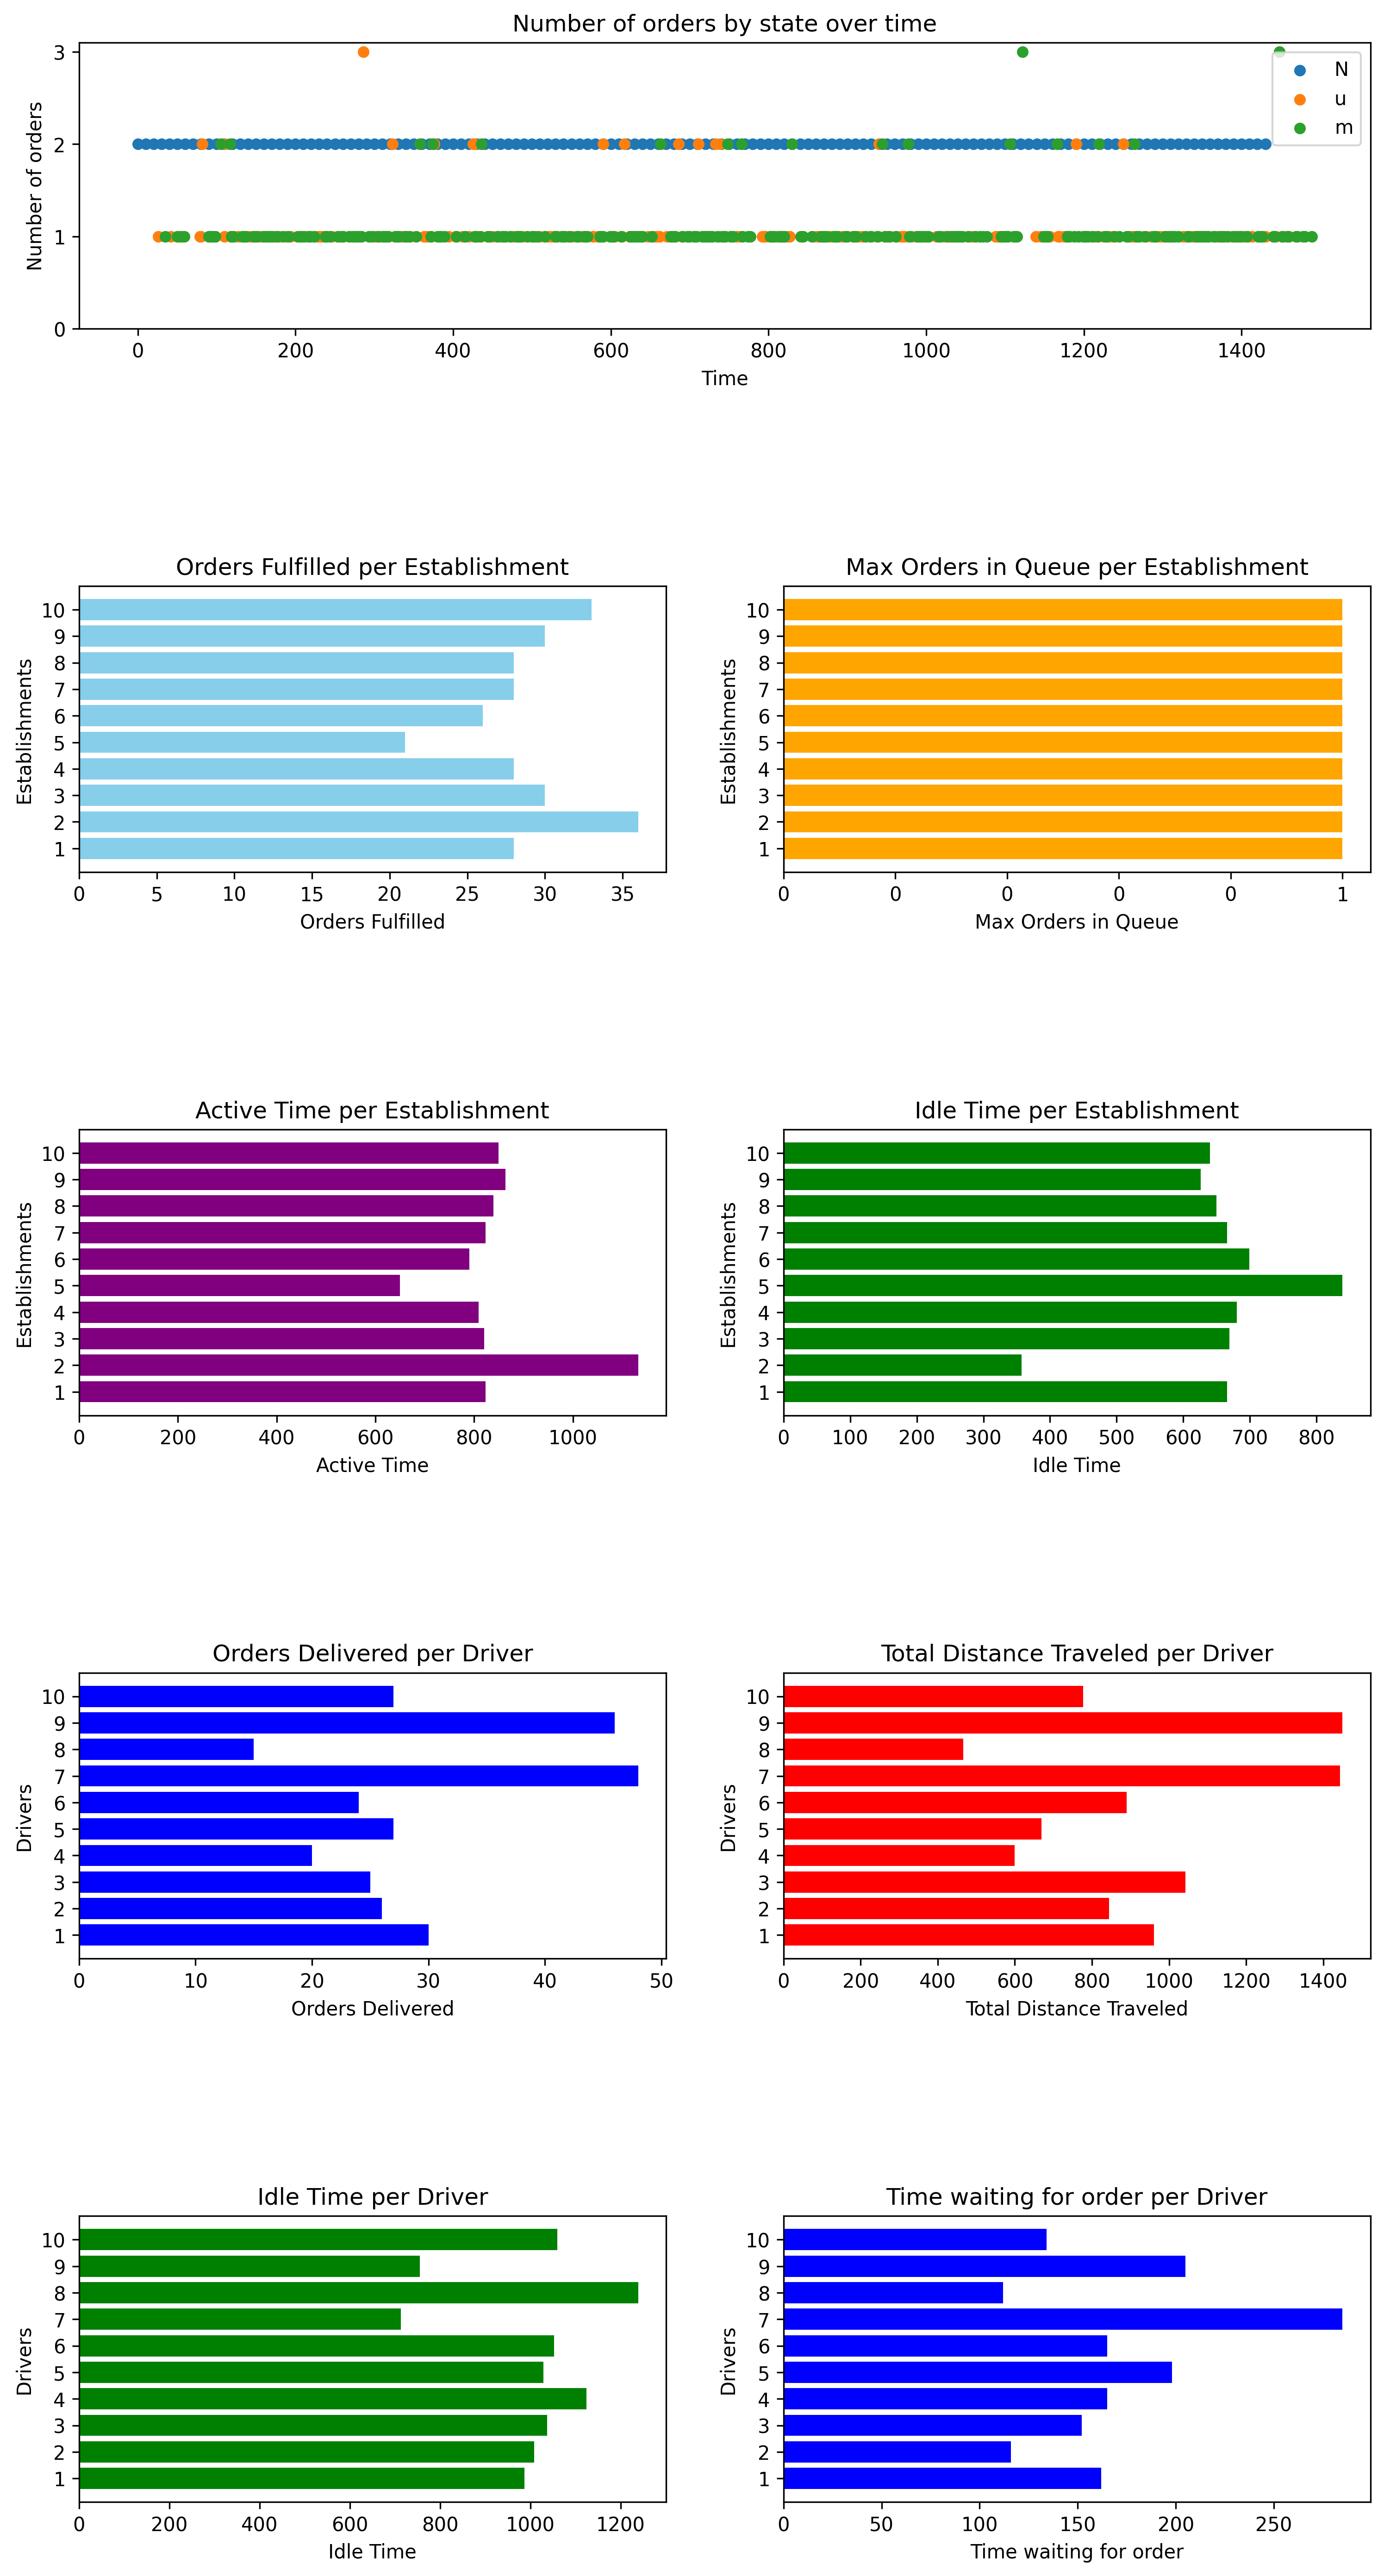 Number of orders by state over time
Number of orders
3
2
1
0
N
u
m
0 200 400 600 800 1000 1200 1400
Time
Orders Fulfilled per Establishment
Establishments
10
9
8
7
6
5
4
3
2
1
0 5 10 15 20 25 30 35
Orders Fulfilled
Max Orders in Queue per Establishment
Establishments
10
9
8
7
6
5
4
3
2
1
0 0 0 0 0 1
Max Orders in Queue
Active Time per Establishment
Establishments
10
9
8
7
6
5
4
3
2
1
0 200 400 600 800 1000
Active Time
Idle Time per Establishment
Establishments
10
9
8
7
6
5
4
3
2
1
0 100 200 300 400 500 600 700 800
Idle Time
Orders Delivered per Driver
Drivers
10
9
8
7
6
5
4
3
2
1
0 10 20 30 40 50
Orders Delivered
Total Distance Traveled per Driver
Drivers
10
9
8
7
6
5
4
3
2
1
0 200 400 600 800 1000 1200 1400
Total Distance Traveled
Idle Time per Driver
Drivers
10
9
8
7
6
5
4
3
2
1
0 200 400 600 800 1000 1200
Idle Time
Time waiting for order per Driver
Drivers
10
9
8
7
6
5
4
3
2
1
0 50 100 150 200 250
Time waiting for order